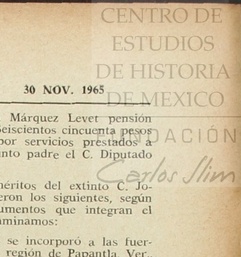 CENTRO DE
ESTUDIOS
DE HISTORIA
DE MEXICO
FUNDACIÓN
Carlos Slim
30 NOV. 1965
Márquez Levet pensión
Seiscientos cincuenta pesos
por servicios prestados a
nto padre el C. Diputado
méritos del extinto C. Jo-
eron los siguientes, según
umentos que integran el
aminamos:
se incorporó a las fuer-
región de Papantla, Ver.